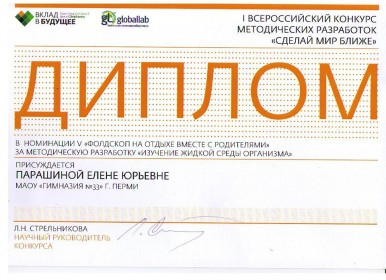 ВКЛАД
В БУДУЩЕЕ
globallab
I ВСЕРОССИЙСКИЙ КОНКУРС
МЕТОДИЧЕСКИХ РАЗРАБОТОК
«СДЕЛАЙ МИР БЛИЖЕ»
ДИПЛОМ
В НОМИНАЦИИ V «ФОЛДСКОП НА ОТДЫХЕ ВМЕСТЕ С РОДИТЕЛЯМИ»
ЗА МЕТОДИЧЕСКУЮ РАЗРАБОТКУ «ИЗУЧЕНИЕ ЖИДКОЙ СРЕДЫ ОРГАНИЗМА»
ПРИСУЖДАЕТСЯ
ПАРАШИНОЙ ЕЛЕНЕ ЮРЬЕВНЕ
МАОУ «ГИМНАЗИЯ №33» Г. ПЕРМИ
Л.Н. СТРЕЛЬНИКОВА
НАУЧНЫЙ РУКОВОДИТЕЛЬ
КОНКУРСА